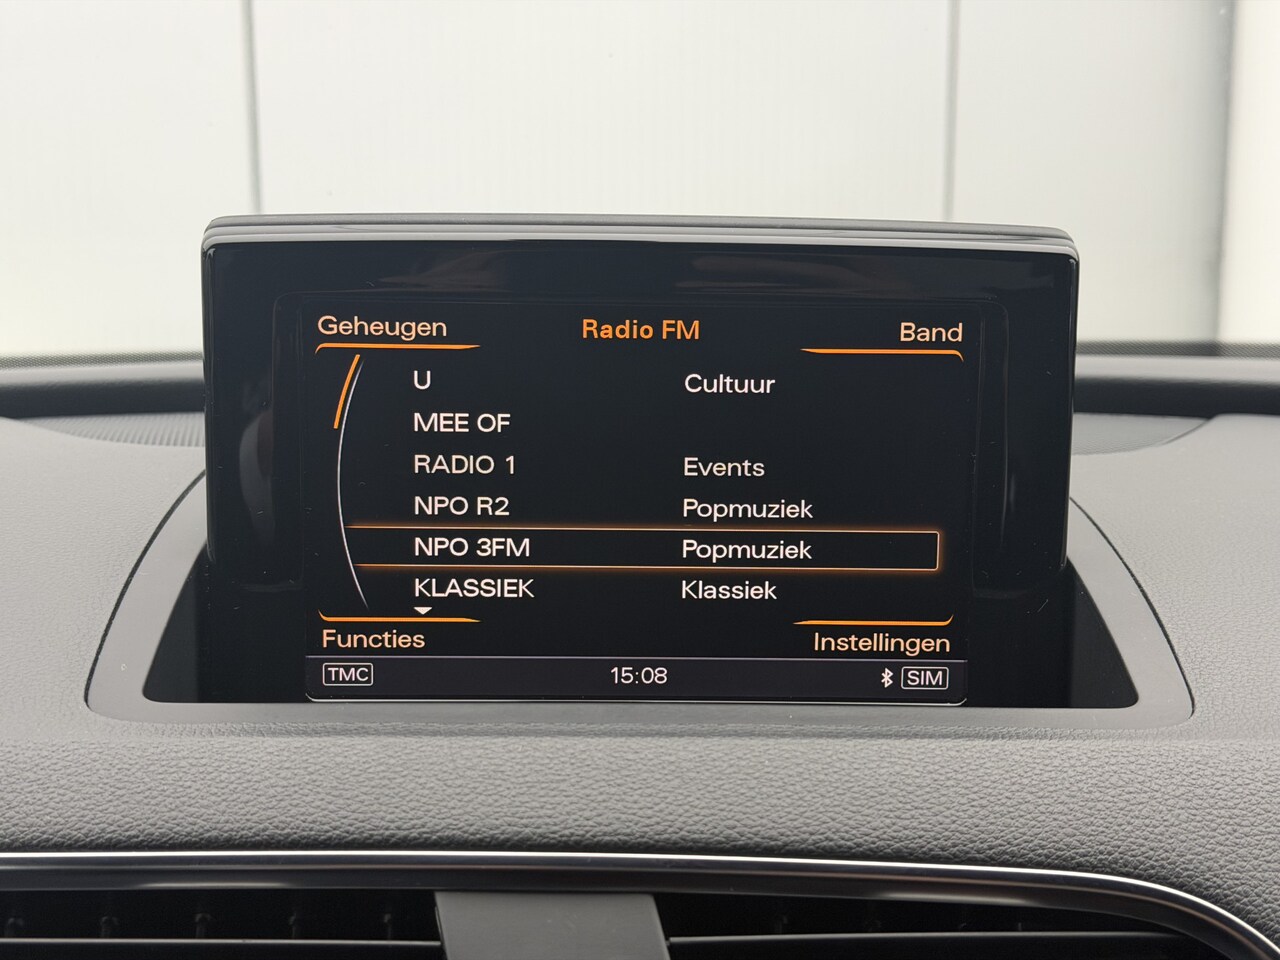 Geheugen Radio FM Band
U Cultuur
MEE OF
RADIO 1 Events
NPO R2 Popmuziek
NPO 3FM Popmuziek
KLASSIEK Klassiek
Functies Instellingen
TMC 15:08 SIM